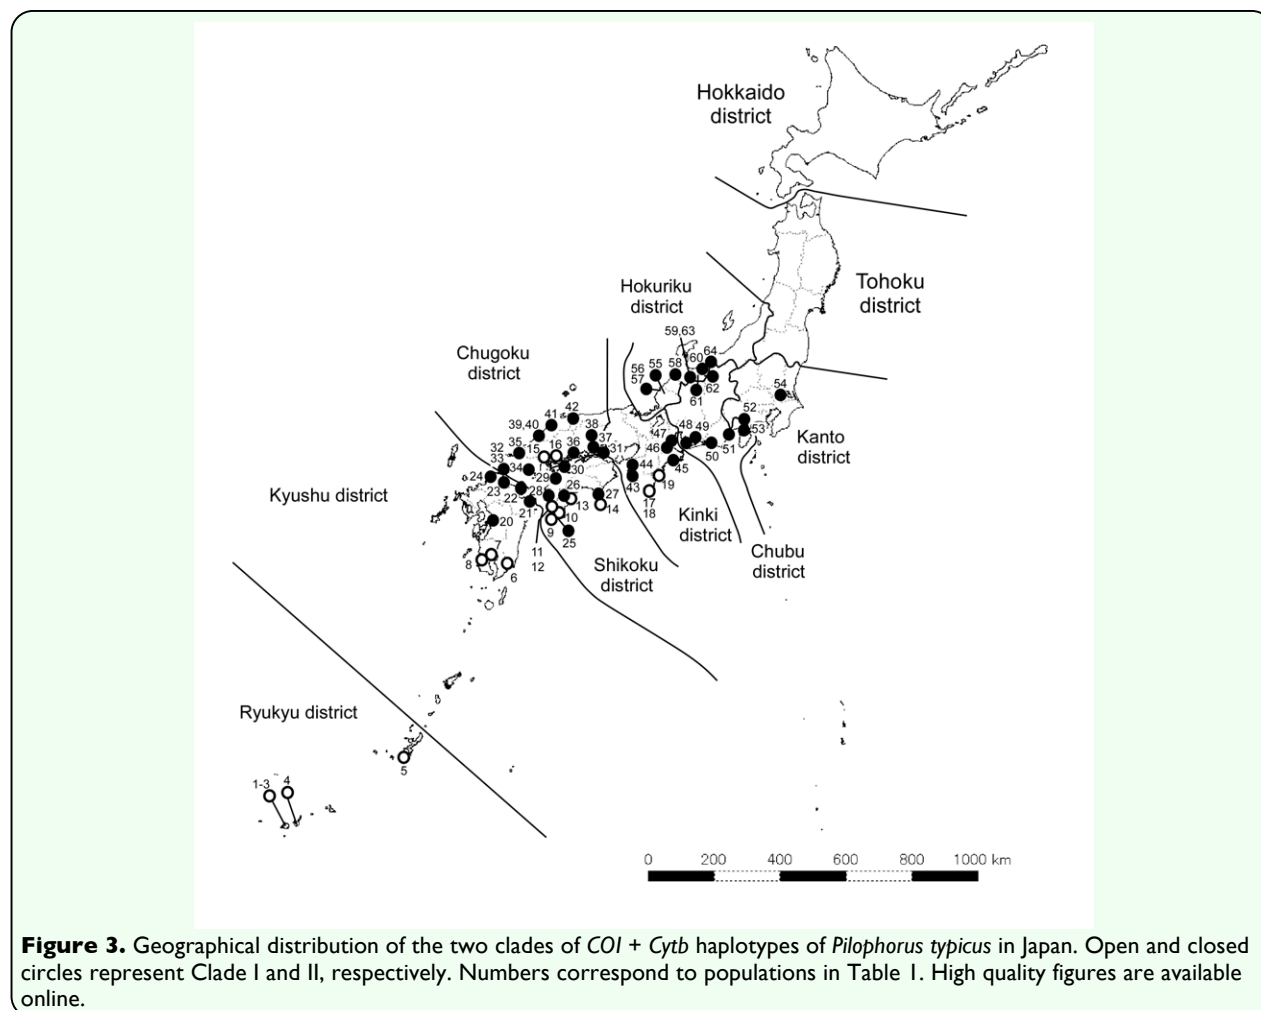 Hokkaido
district
Tohoku
district
Hokuriku
district
59,63
64
56 55 58 60
57
62
61
54
Chugoku
district
42
41
39,40
38
52
53
Kanto
district
48 49
47
46
50
51
37
36
31
35
15 16
32
33
34
44
45
43
30
29
24
23
22
28
26
27
19
17
18
13
14
21
Kyushu district
20
10
9
25
11
12
Kinki
district
Chubu
district
Shikoku
district
7
8
6
Ryukyu district
5
1-3 4
0 200 400 600 800 1000 km
Figure 3. Geographical distribution of the two clades of COI + Cytb haplotypes of Pilophorus typicus in Japan. Open and closed
circles represent Clade I and II, respectively. Numbers correspond to populations in Table 1. High quality figures are available
online.